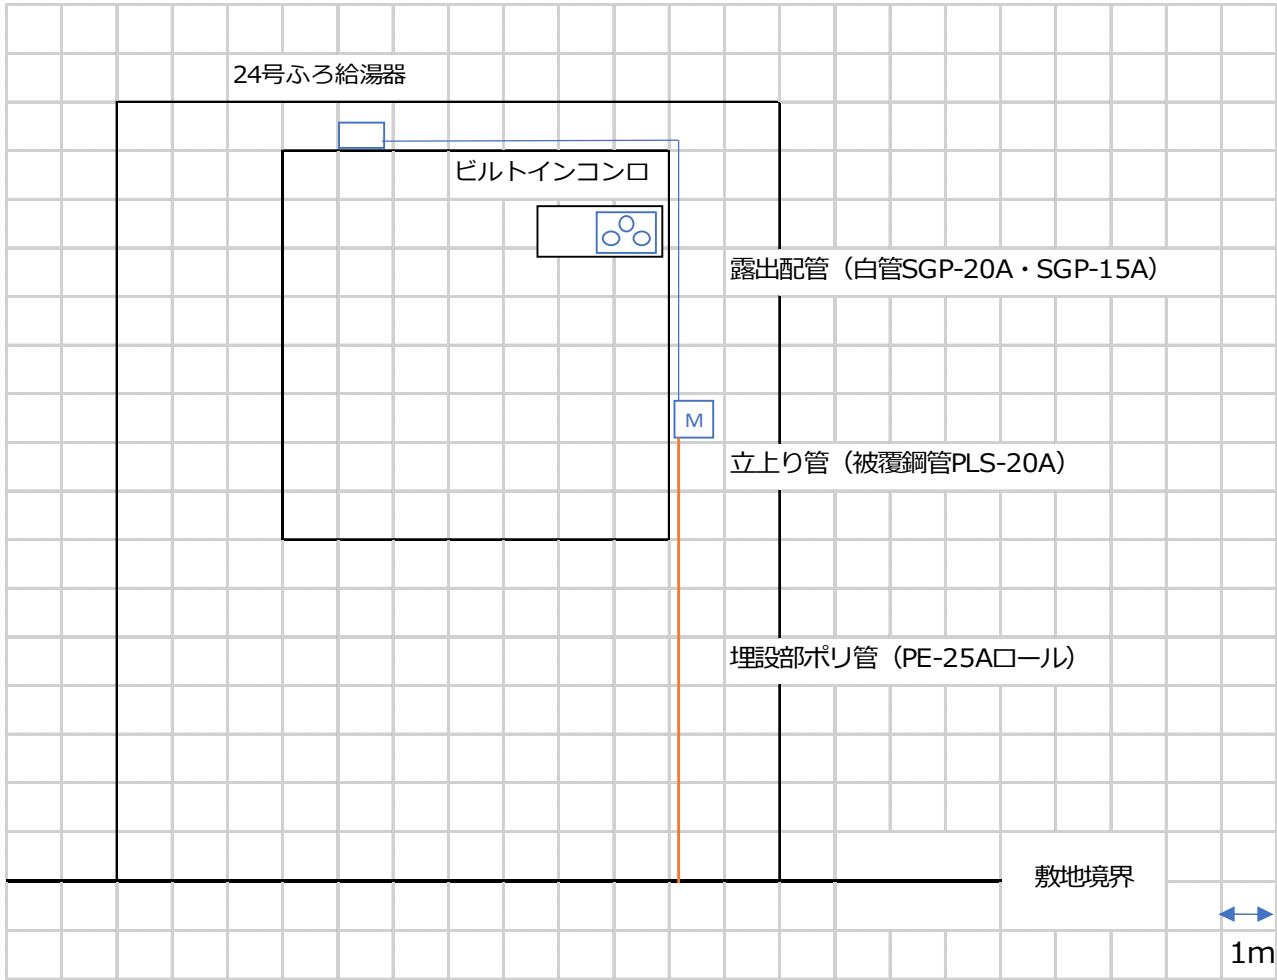 24号ふろ給湯器
ビルトインコンロ
露出配管（白管SGP-20A・SGP-15A）
M
立上り管（被覆鋼管PLS-20A）
埋設部ポリ管（PE-25Aロール）
敷地境界
1m